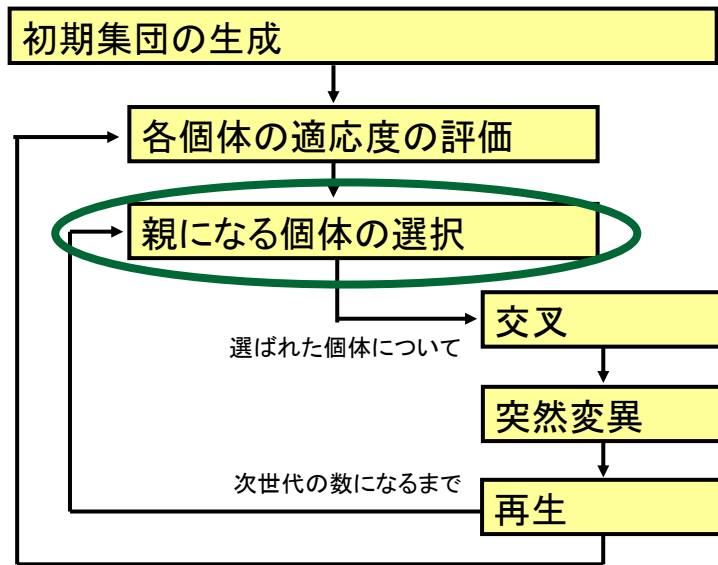 初期集団の生成
各個体の適応度の評価
親になる個体の選択
交叉
選ばれた個体について
突然変異
次世代の数になるまで
再生